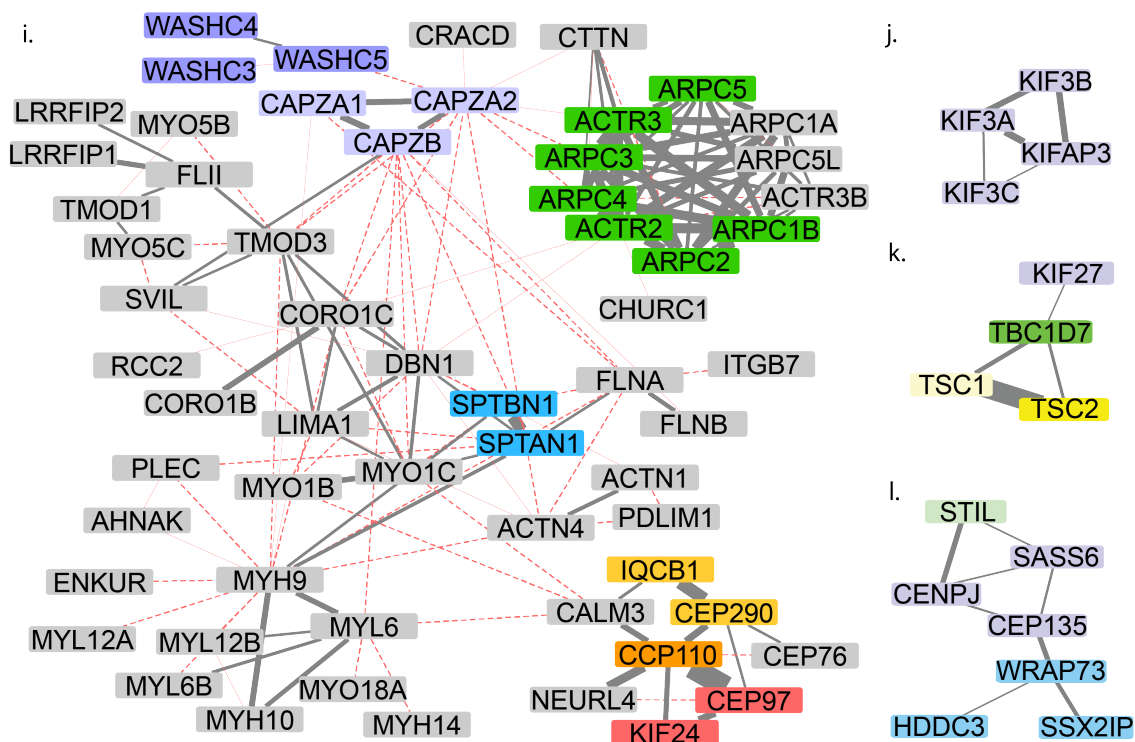 i.
j.
WASHC4
CRACD
CTTN
WASHC5
WASHC3
KIF3B
CAPZA1
CAPZA2
ARPC5
LRRFIP2
MYO5B
ACTR3
ARPC1A
KIF3A
CAPZB
LRRFIP1
FLII
ARPC3
ARPC5L
KIFAP3
ARPC4
ACTR3B
KIF3C
TMOD1
ACTR2
ARPC1B
MYO5C
TMOD3
ARPC2
k.
KIF27
SVIL
CORO1C
CHURC1
TBC1D7
RCC2
DBN1
FLNA
ITGB7
TSC1
CORO1B
SPTBN1
TSC2
LIMA1
FLNB
SPTAN1
PLEC
MYO1C
ACTN1
MYO1B
l.
AHNAK
ACTN4
PDLIM1
STIL
ENKUR
MYH9
IQCB1
SASS6
CENPJ
CALM3
CEP290
MYL12A
MYL12B
MYL6
CEP135
CCP110
CEP76
WRAP73
MYL6B
MYO18A
NEURL4
CEP97
MYH10
MYH14
KIF24
HDDC3
SSX2IP